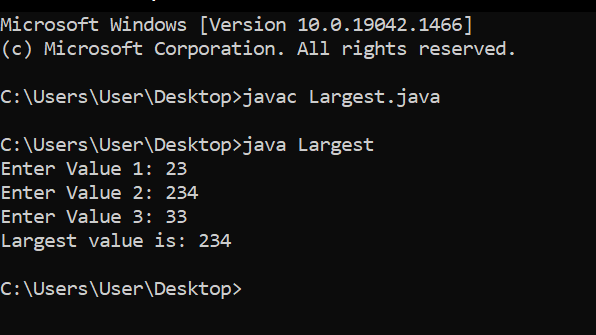 Microsoft Windows [Version 10.0.19042.1466]
(c) Microsoft Corporation. All rights reserved.
C:\Users\User\Desktop>javac Largest.java
C:\Users\User\Desktop>java Largest
Enter Value 1: 23
Enter Value 2: 234
Enter Value 3: 33
Largest value is: 234
C:\Users\User\Desktop>